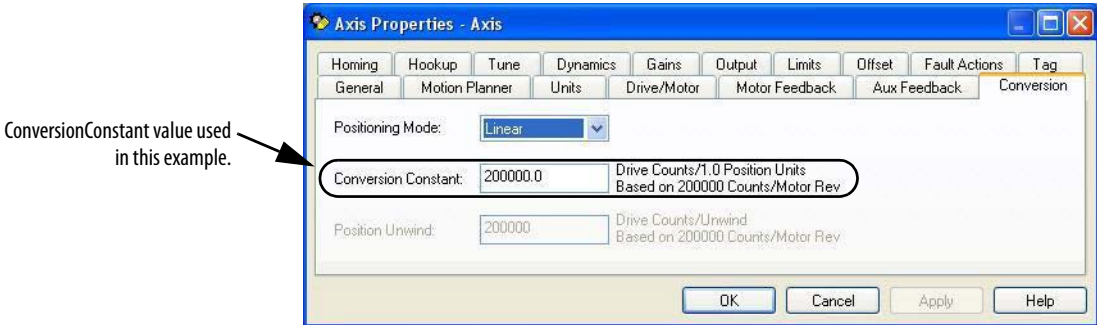 Axis Properties - Axis
Homing Hookup Tune Dynamics Gains Output Limits Offset Fault Actions Tag
General Motion Planner Units Drive/Motor Motor Feedback Aux Feedback Conversion
ConversionConstant value used
in this example.
Positioning Mode: Linear
Conversion Constant: 200000.0 Drive Counts/1.0 Position Units
Based on 200000 Counts/Motor Rev
Position Unwind: 200000 Drive Counts/Unwind
Based on 200000 Counts/Motor Rev
OK Cancel Apply Help